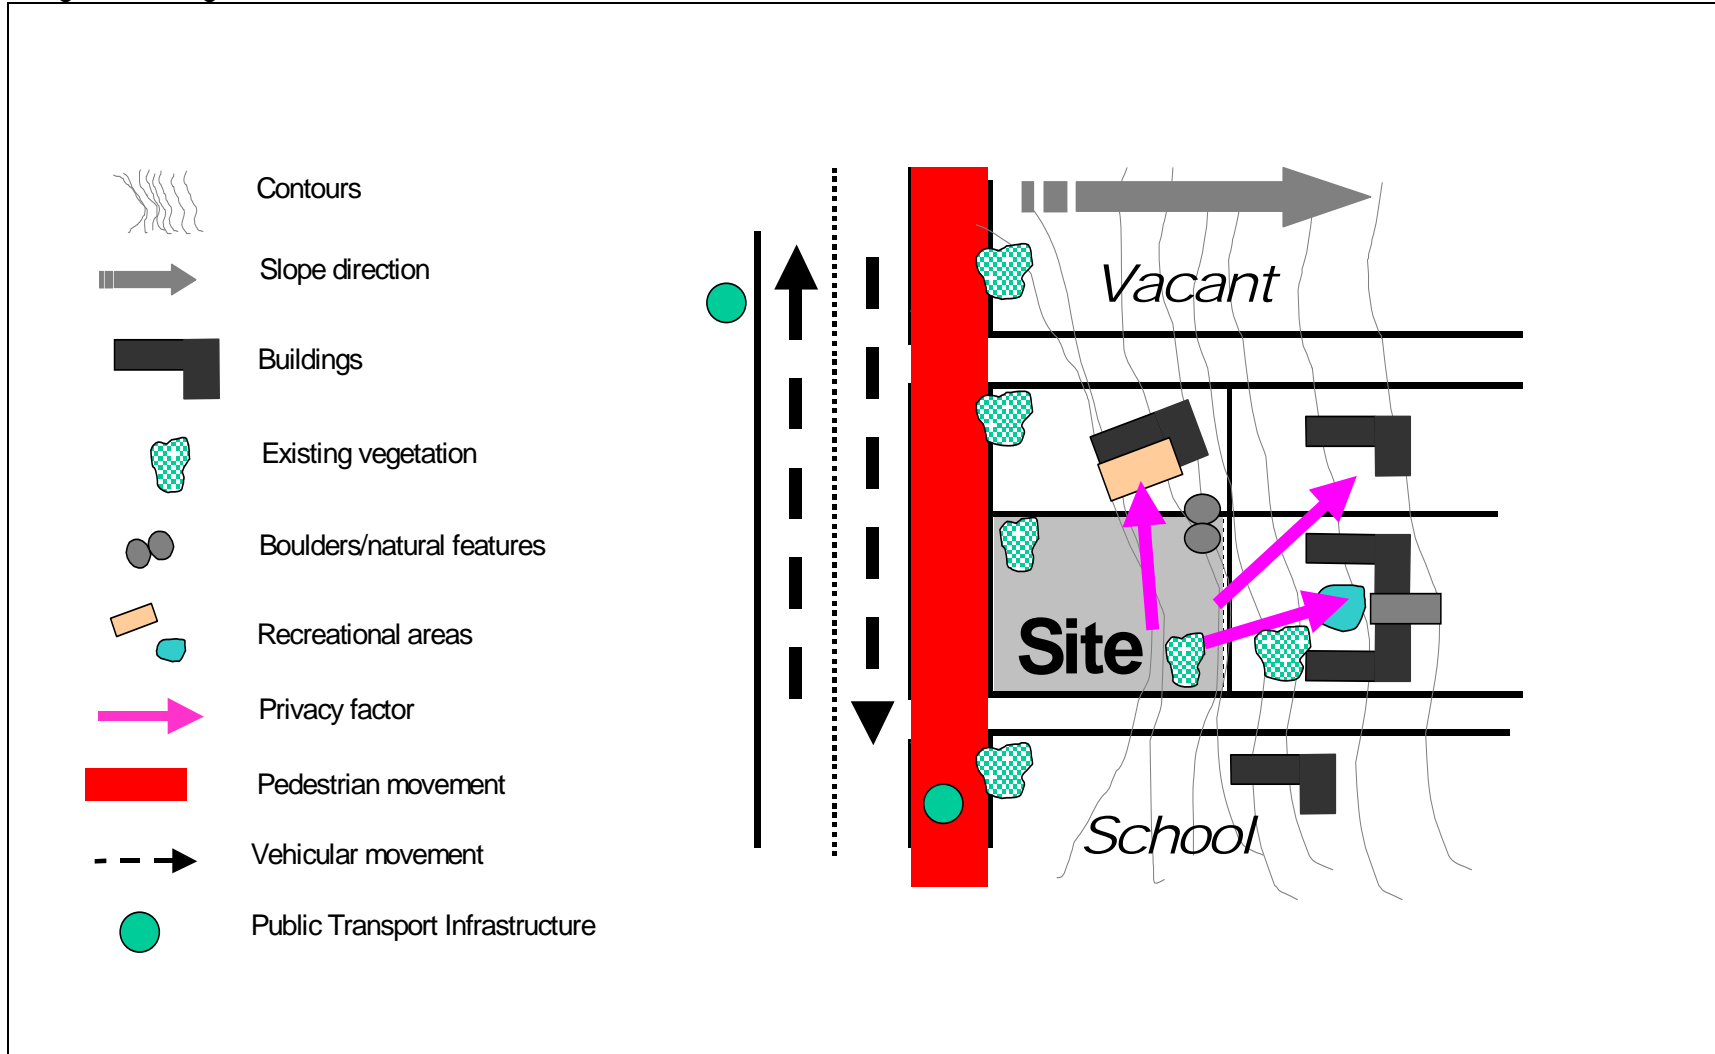 Contours
Slope direction
Buildings
Existing vegetation
Boulders/natural features
Recreational areas
Privacy factor
Pedestrian movement
Vehicular movement
Public Transport Infrastructure
Vacant
Site
School